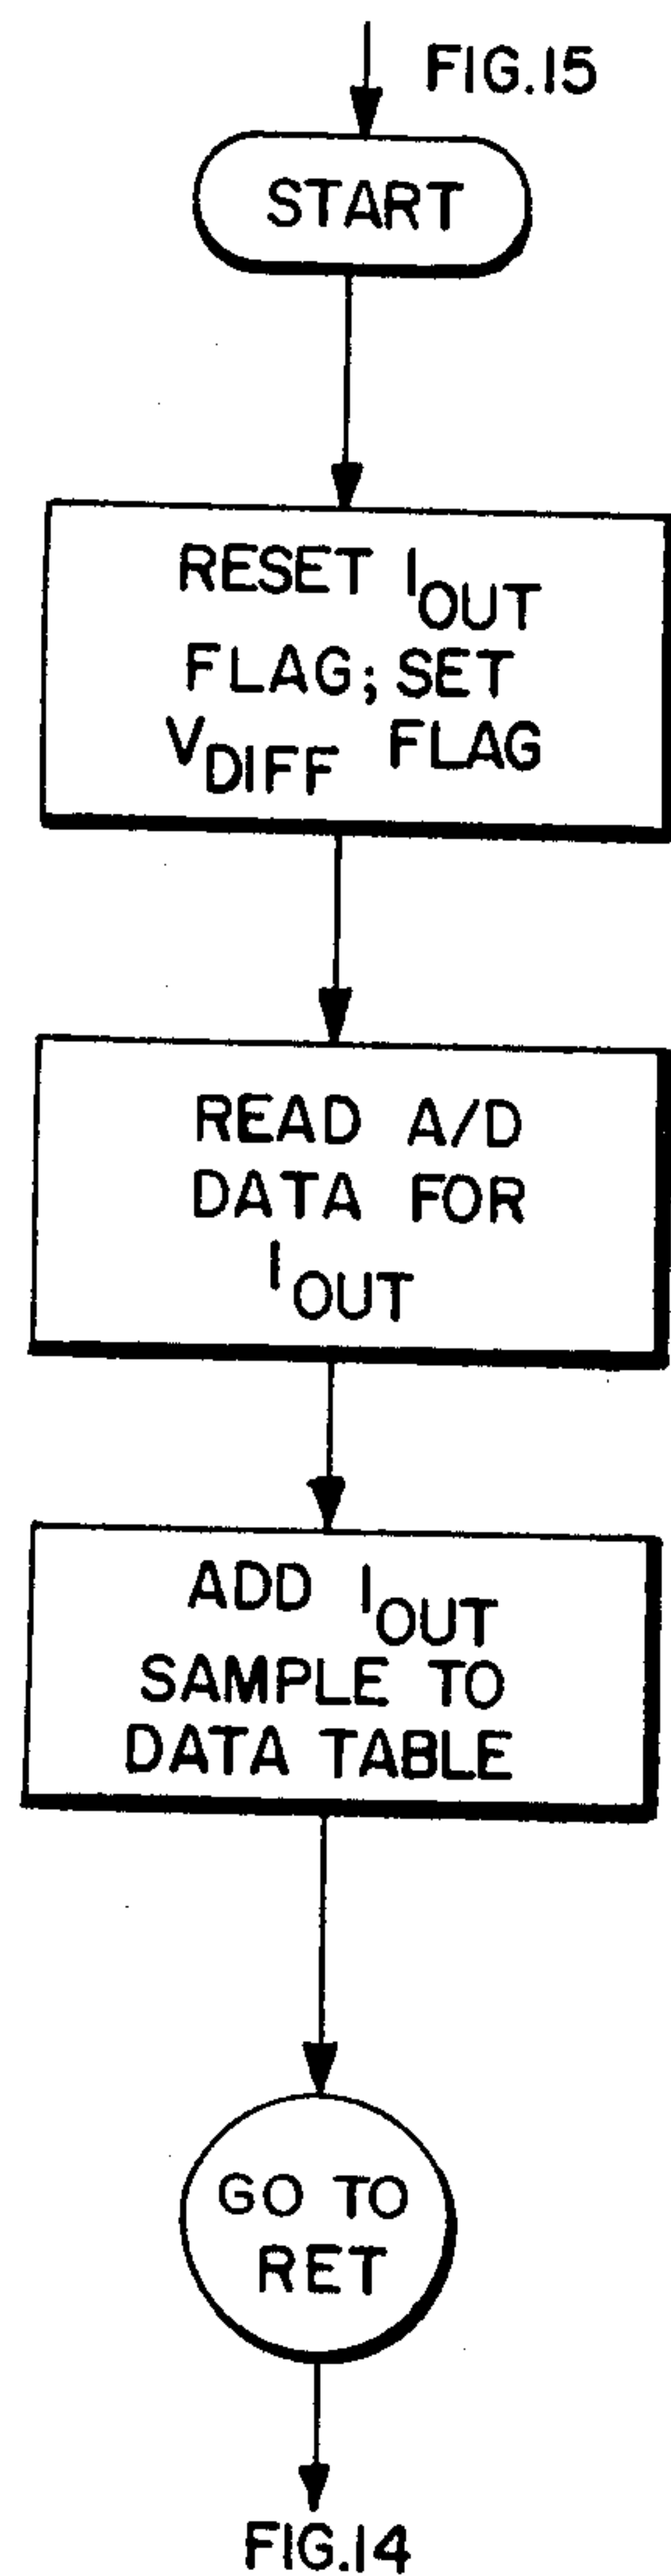 FIG.15
START
RESET IOUT
FLAG; SET
VDIFF FLAG
READ A/D
DATA FOR
IOUT
ADD IOUT
SAMPLE TO
DATA TABLE
GO TO
RET
FIG.14